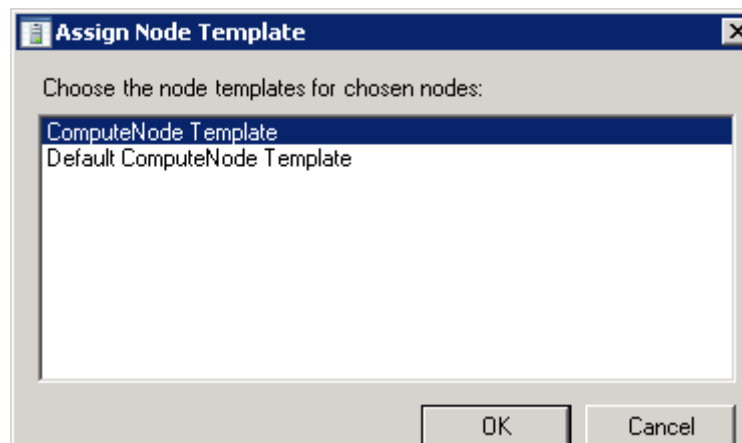 Assign Node Template
Choose the node templates for chosen nodes:
ComputeNode Template
Default ComputeNode Template
OK
Cancel